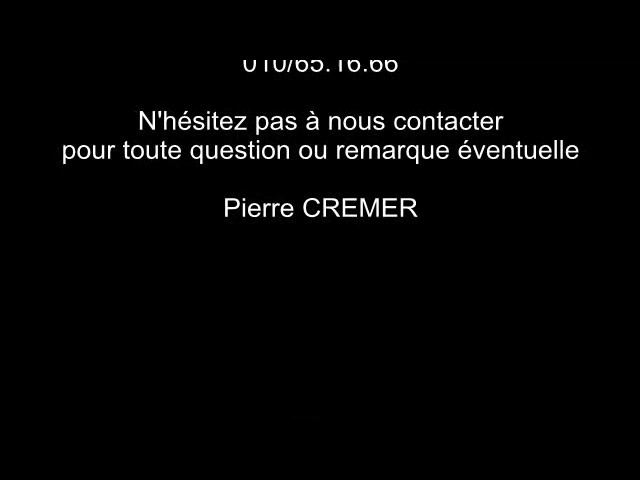 010/65.16.66
N'hésitez pas à nous contacter
pour toute question ou remarque éventuelle
Pierre CREMER